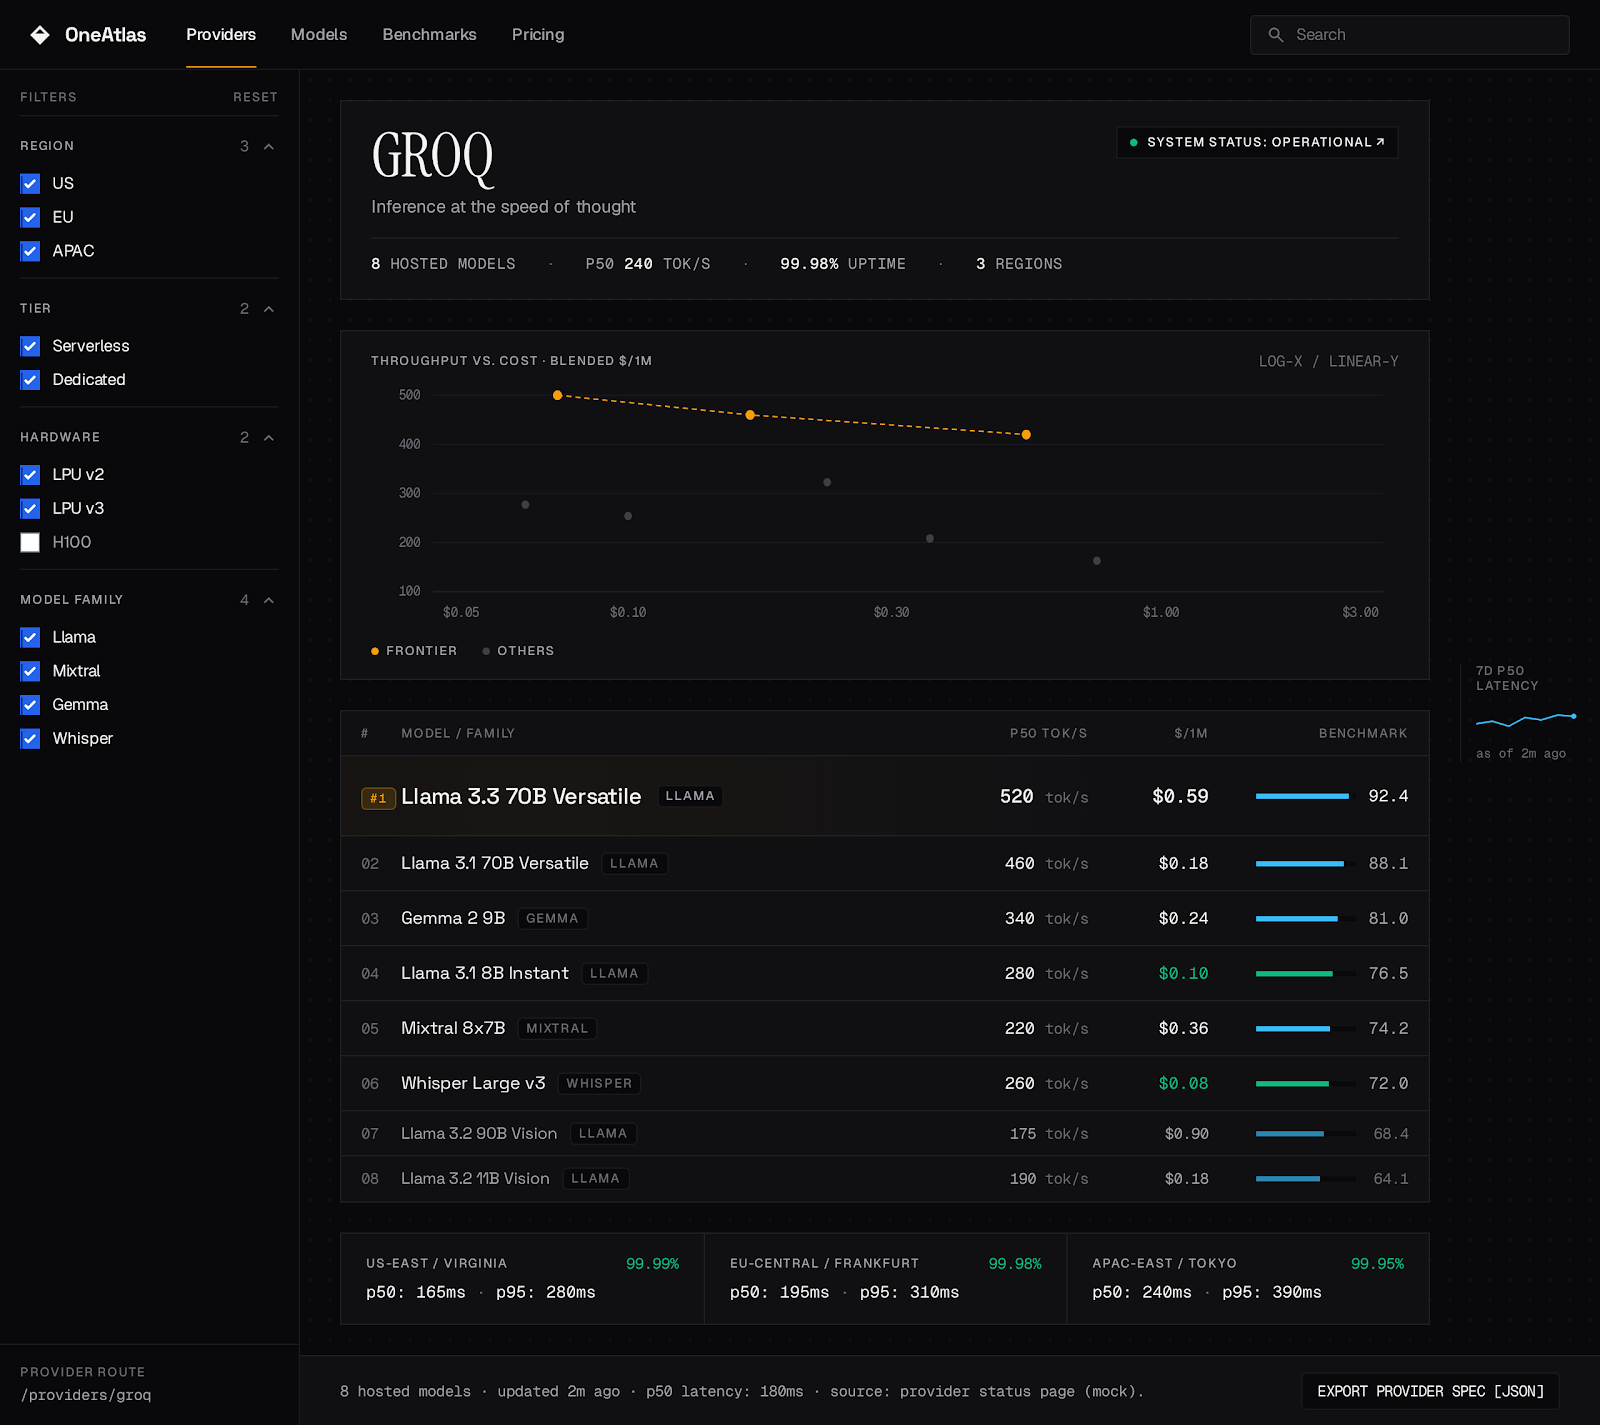 OneAtlas
Providers
Models
Benchmarks
Pricing
Search
FILTERS
RESET
REGION
3
US
EU
APAC
TIER
2
Serverless
Dedicated
HARDWARE
2
LPU v2
LPU v3
H100
MODEL FAMILY
4
Llama
Mixtral
Gemma
Whisper
PROVIDER ROUTE
/providers/groq
GROQ
SYSTEM STATUS: OPERATIONAL ↗
Inference at the speed of thought
8 HOSTED MODELS · P50 240 TOK/S · 99.98% UPTIME · 3 REGIONS
THROUGHPUT VS. COST · BLENDED $/1M
LOG-X / LINEAR-Y
500
400
300
200
100
$0.05 $0.10 $0.30 $1.00 $3.00
FRONTIER OTHERS
# MODEL / FAMILY P50 TOK/S $/1M BENCHMARK
#1 Llama 3.3 70B Versatile LLAMA 520 tok/s $0.59 92.4
02 Llama 3.1 70B Versatile LLAMA 460 tok/s $0.18 88.1
03 Gemma 2 9B GEMMA 340 tok/s $0.24 81.0
04 Llama 3.1 8B Instant LLAMA 280 tok/s $0.10 76.5
05 Mixtral 8x7B MIXTRAL 220 tok/s $0.36 74.2
06 Whisper Large v3 WHISPER 260 tok/s $0.08 72.0
07 Llama 3.2 90B Vision LLAMA 175 tok/s $0.90 68.4
08 Llama 3.2 11B Vision LLAMA 190 tok/s $0.18 64.1
US-EAST / VIRGINIA 99.99%
p50: 165ms · p95: 280ms
EU-CENTRAL / FRANKFURT 99.98%
p50: 195ms · p95: 310ms
APAC-EAST / TOKYO 99.95%
p50: 240ms · p95: 390ms
7D P50
LATENCY
as of 2m ago
8 hosted models · updated 2m ago · p50 latency: 180ms · source: provider status page (mock).
EXPORT PROVIDER SPEC [JSON]